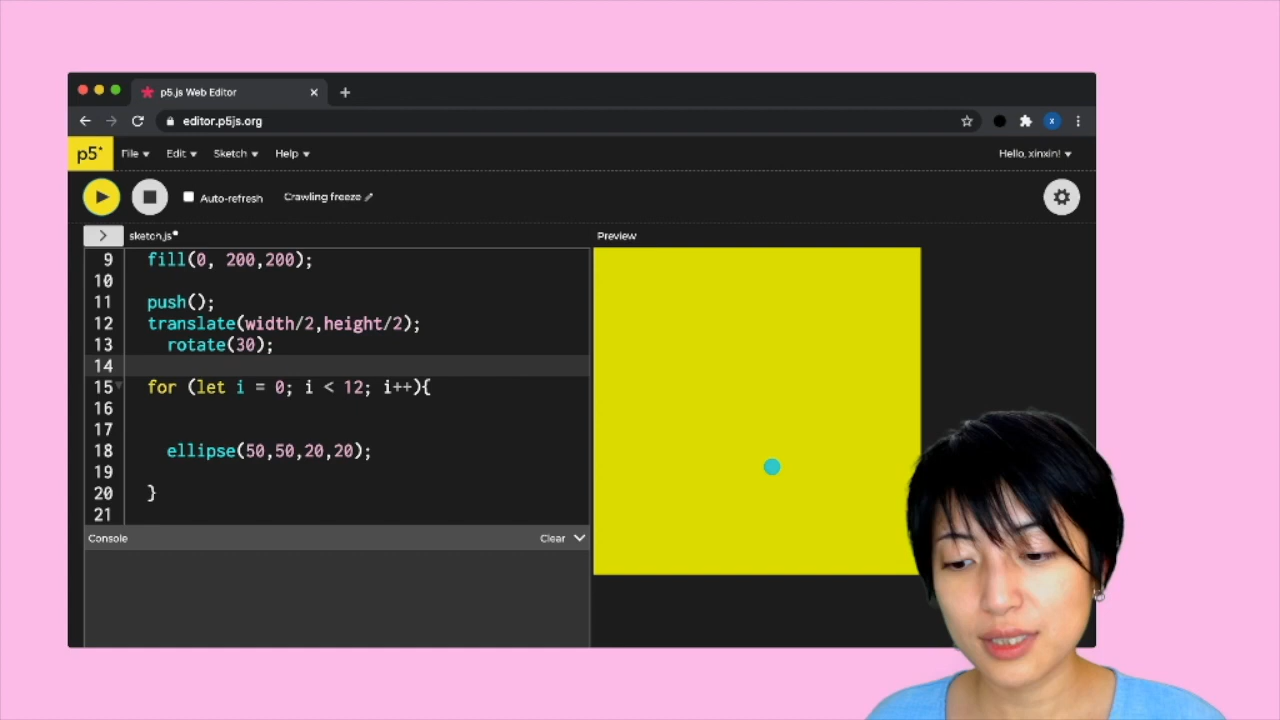 p5.js Web Editor
editor.p5js.org
x
p5* File Edit Sketch Help Hello, xinxin!
Auto-refresh Crawling freeze
sketch.js Preview
9 fill(0, 200,200);
10
11 push();
12 translate(width/2,height/2);
13 rotate(30);
14
15 for (let i = 0; i < 12; i++){
16
17
18 ellipse(50,50,20,20);
19
20 }
21
Console Clear